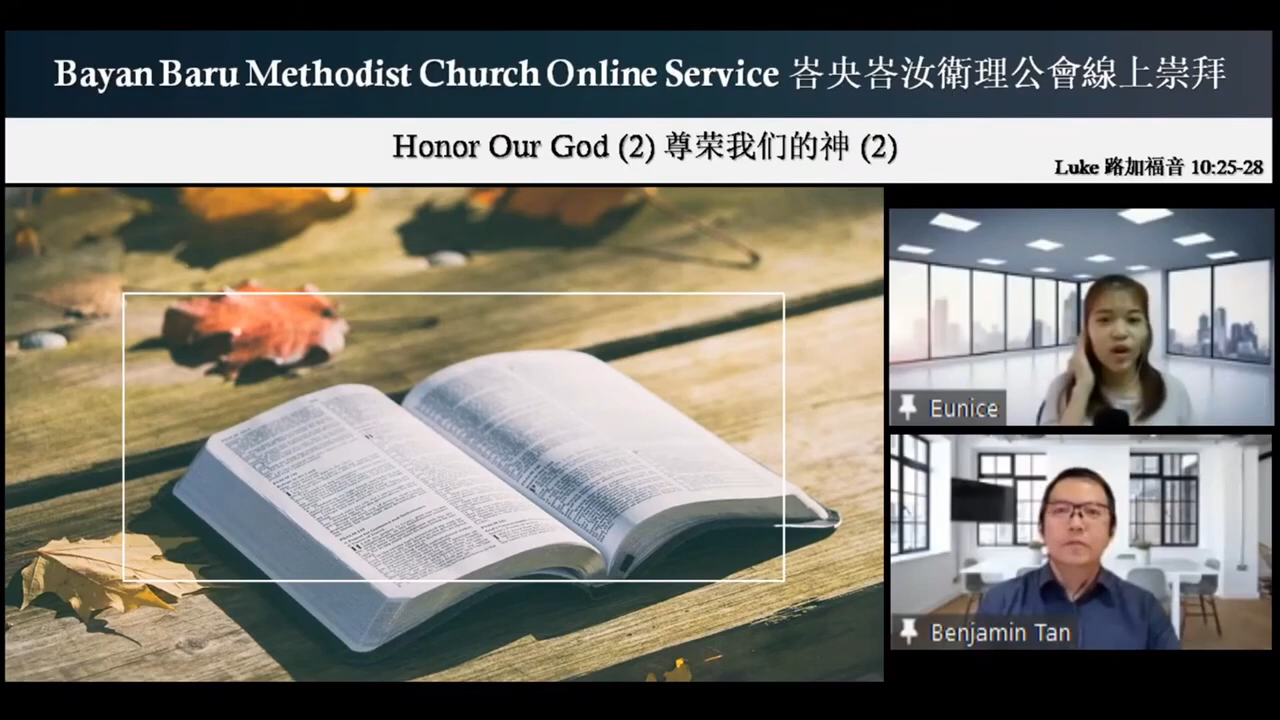 Bayan Baru Methodist Church Online Service 峇央峇汝衛理公會線上崇拜
Honor Our God (2) 尊荣我们的神 (2)
Luke 路加福音 10:25-28
Eunice
Benjamin Tan